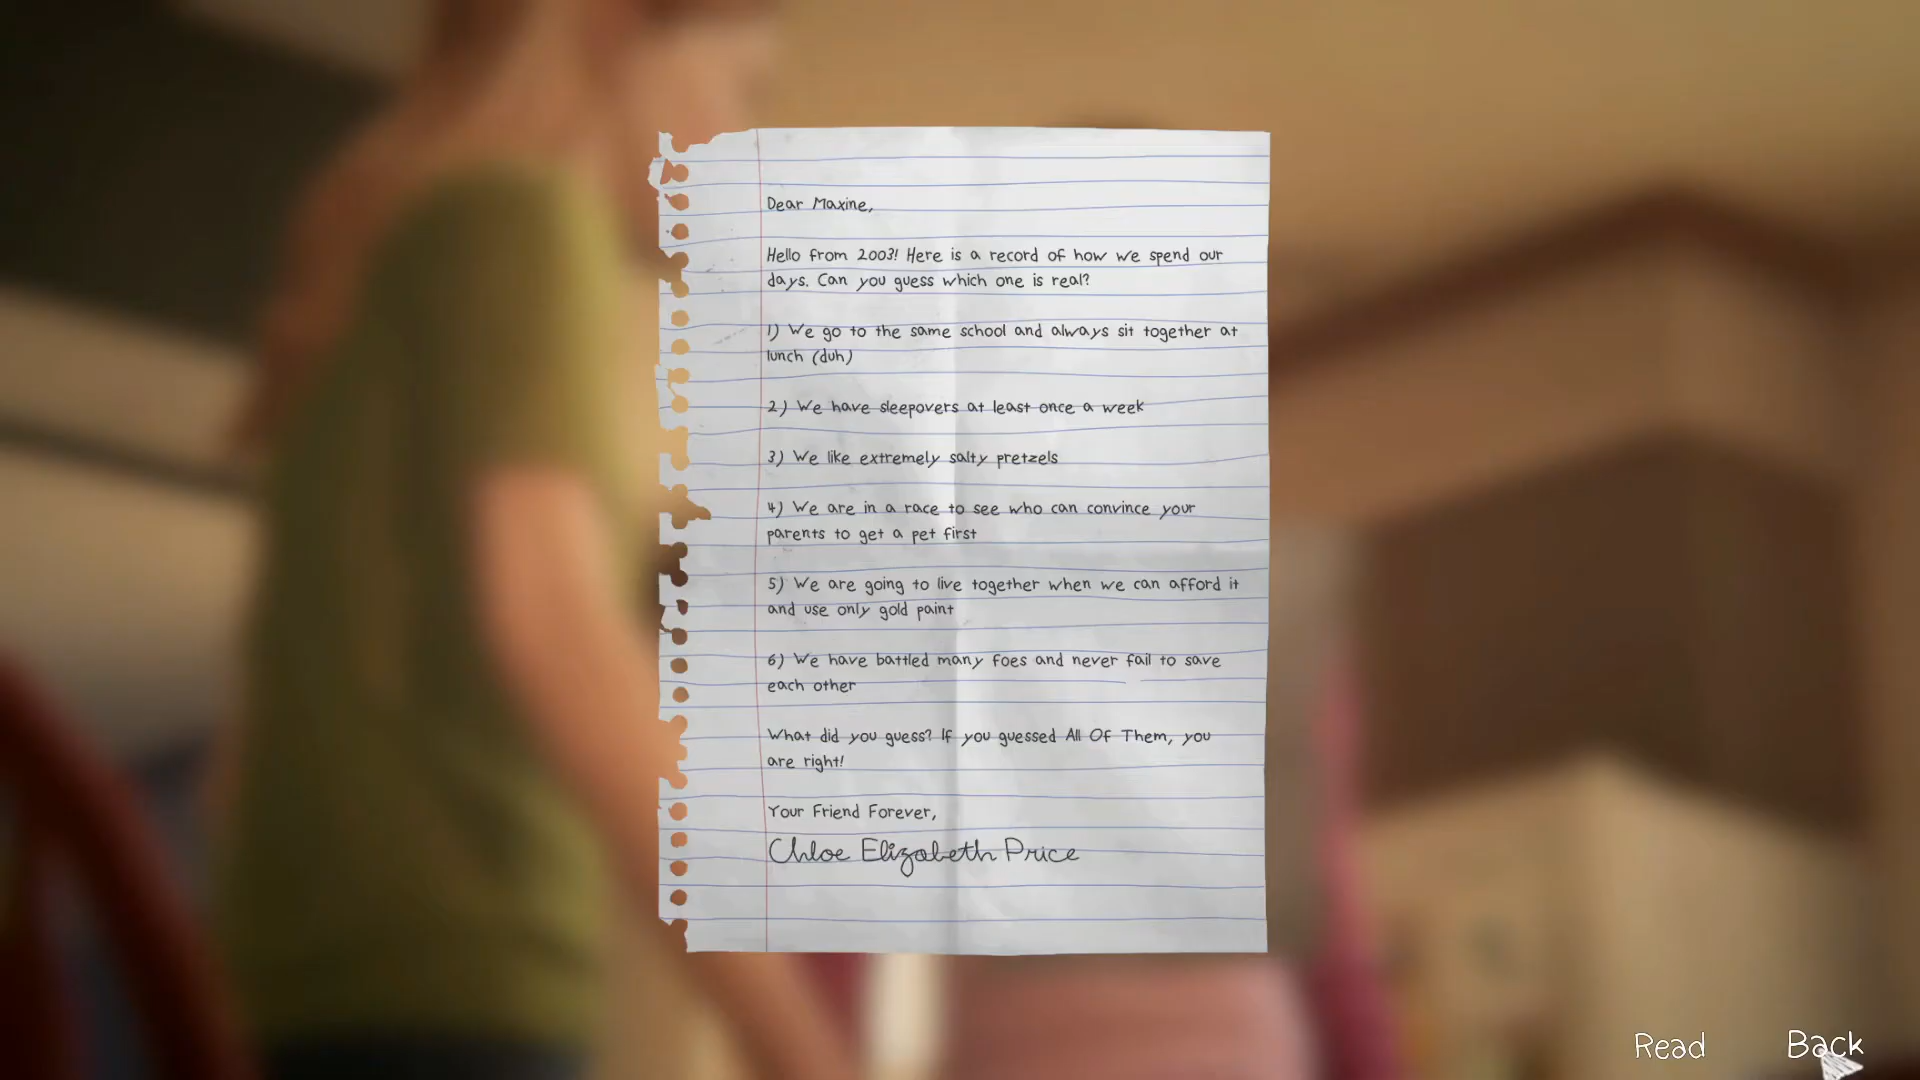 Dear Maxine,
Hello from 2003! Here is a record of how we spend our
days. Can you guess which one is real?
1) We go to the same school and always sit together at
lunch (duh)
2) We have sleepovers at least once a week
3) We like extremely salty pretzels
4) We are in a race to see who can convince your
parents to get a pet first
5) We are going to live together when we can afford it
and use only gold paint
6) We have battled many foes and never fail to save
each other
What did you guess? If you guessed All Of Them, you
are right!
Your Friend Forever,
Chloe Elizabeth Price
Read Back